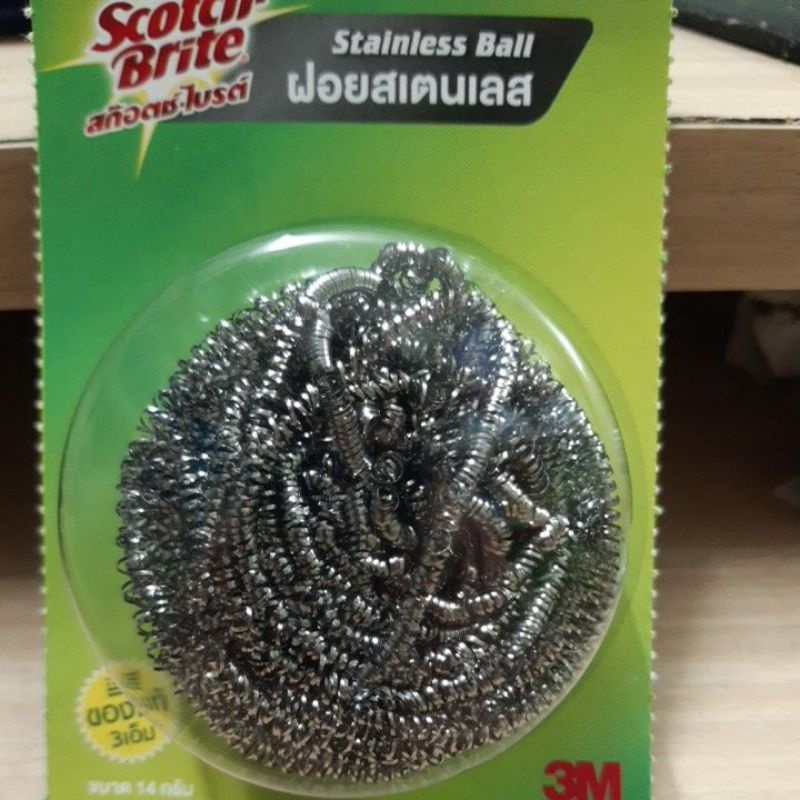 Scotch-
Brite
สก๊อตช์-ไบรต์
Stainless Ball
ฝอยสเตนเลส
ของแท้
3เอ็ม
ขนาด 14 กรัม
3M